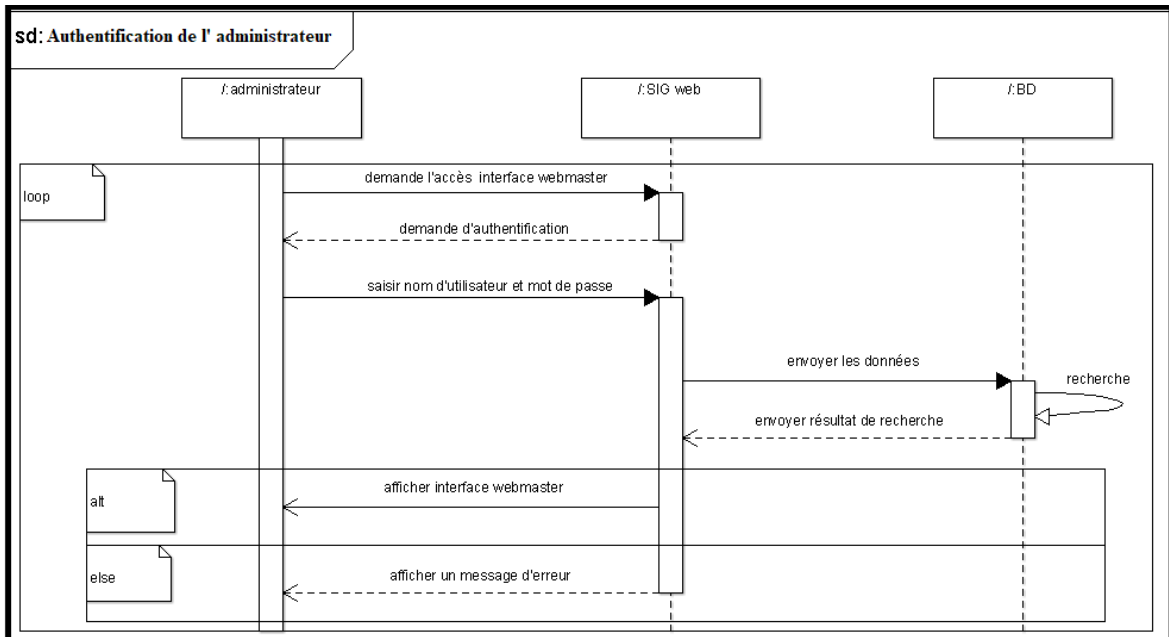 sd: Authentification de l' administrateur
/:administrateur
/:SIG web
/:BD
loop
demande l'accès interface webmaster
demande d'authentification
saisir nom d'utilisateur et mot de passe
envoyer les données
recherche
envoyer résultat de recherche
alt
afficher interface webmaster
else
afficher un message d'erreur